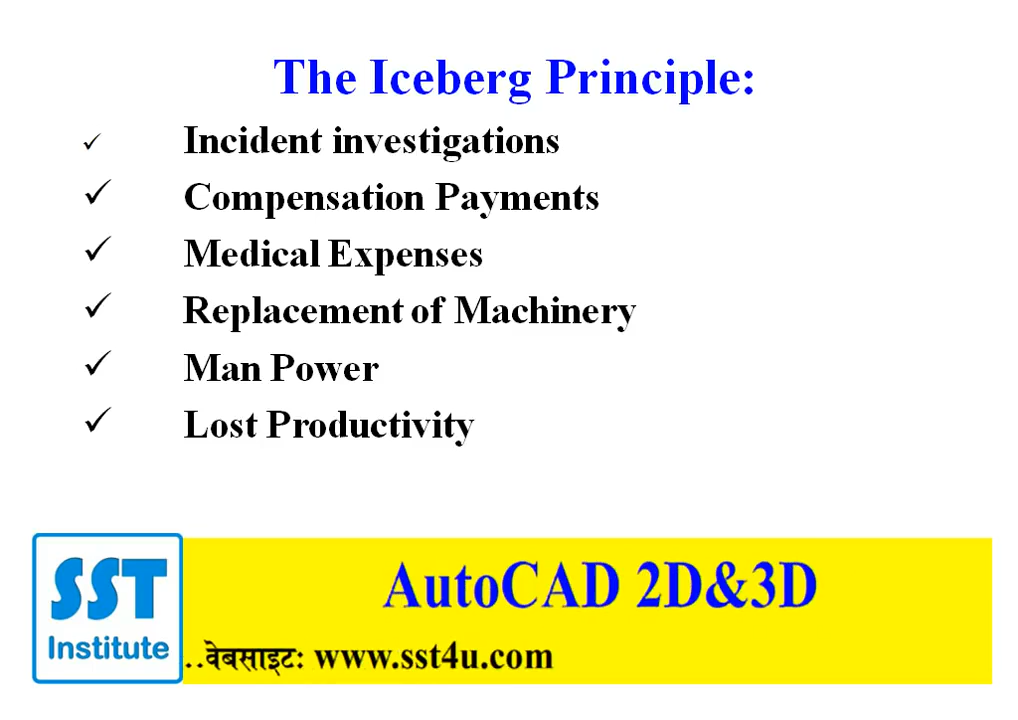 The Iceberg Principle:
✓ Incident investigations
✓ Compensation Payments
✓ Medical Expenses
✓ Replacement of Machinery
✓ Man Power
✓ Lost Productivity
SST
Institute
AutoCAD 2D&3D
..वेबसाइट: www.sst4u.com